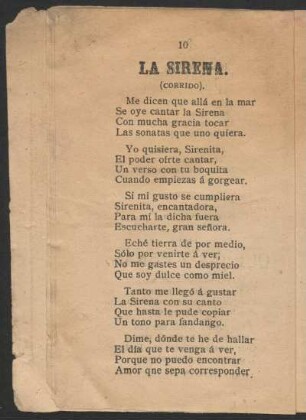 10
LA SIRENA.
(CORRIDO).
Me dicen que allá en la mar
Se oye cantar la Sirena
Con mucha gracia tocar
Las sonatas que uno quiera.
Yo quisiera, Sirenita,
El poder oirte cantar,
Un verso con tu boquita
Cuando empiezas á gorgear.
Sí mi gusto se cumpliera
Sirenita, encantadora,
Para mí la dicha fuera
Escucharte, gran señora.
Eché tierra de por medio,
Sólo por venirte á ver;
No me gastes un desprecio
Que soy dulce como miel.
Tanto me llegó á gustar
La Sirena con su canto
Que hasta le pude copiar
Un tono para fandango.
Dime, dónde te he de hallar
El día que te venga á ver,
Porque no puedo encontrar
Amor qne sepa corresponder